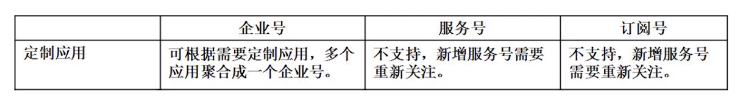 企业号 服务号 订阅号
定制应用 可根据需要定制应用，多个 不支持，新增服务号需要 不支持，新增服务号
应用聚合成一个企业号。 重新关注。 需要重新关注。